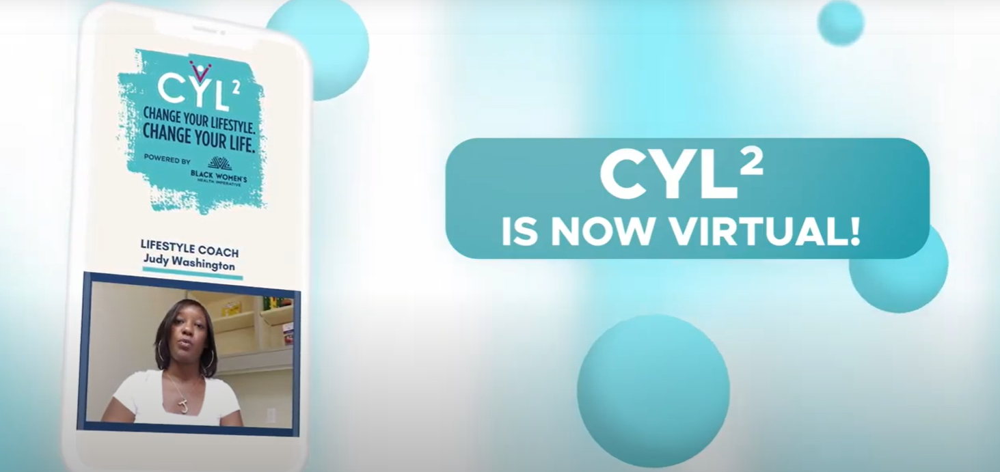 CYL²
CHANGE YOUR LIFESTYLE.
CHANGE YOUR LIFE.
POWERED BY
BLACK WOMEN'S
HEALTH IMPERATIVE
LIFESTYLE COACH
Judy Washington
CYL²
IS NOW VIRTUAL!